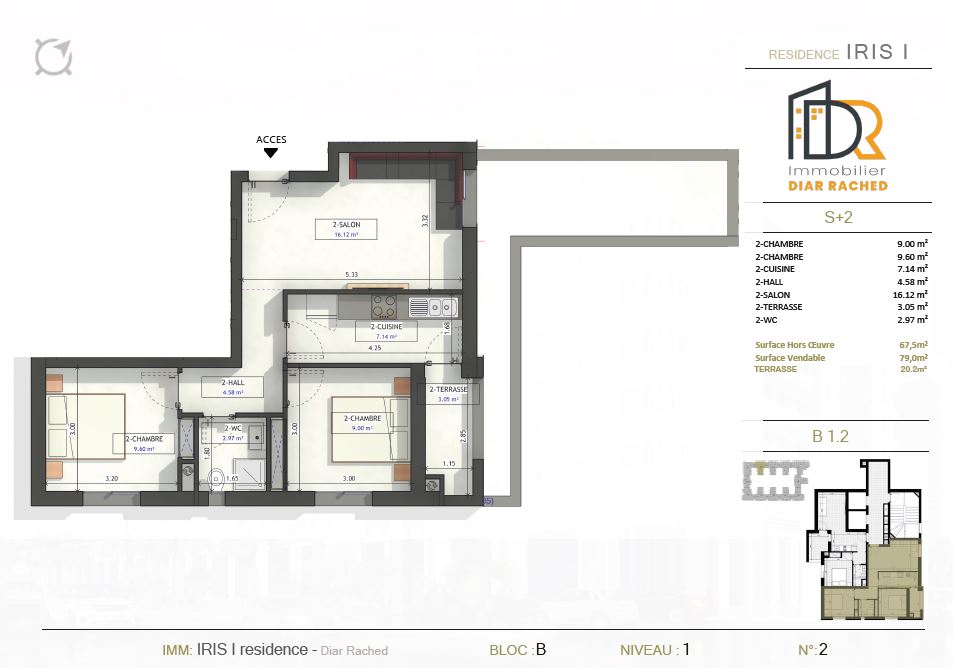 RESIDENCE IRIS I
DR
Immobilier
DIAR RACHED
S+2
2-CHAMBRE 9.00 m²
2-CHAMBRE 9.60 m²
2-CUISINE 7.14 m²
2-HALL 4.58 m²
2-SALON 16.12 m²
2-TERRASSE 3.05 m²
2-WC 2.97 m²
Surface Hors Œuvre 67,5m²
Surface Vendable 79,0m²
TERRASSE 20.2m²
B 1.2
ACCES
2-SALON
16.12 m²
3.32
5.33
2-CUISINE
7.14 m²
1.68
4.25
2-HALL
4.58 m²
2-TERRASSE
3.05 m²
2.85
1.15
2-CHAMBRE
9.60 m²
3.00
3.20
2-WC
2.97 m²
1.80
1.65
2-CHAMBRE
9.00 m²
3.00
3.00
IMM: IRIS I residence - Diar Rached
BLOC : B
NIVEAU : 1
N°: 2